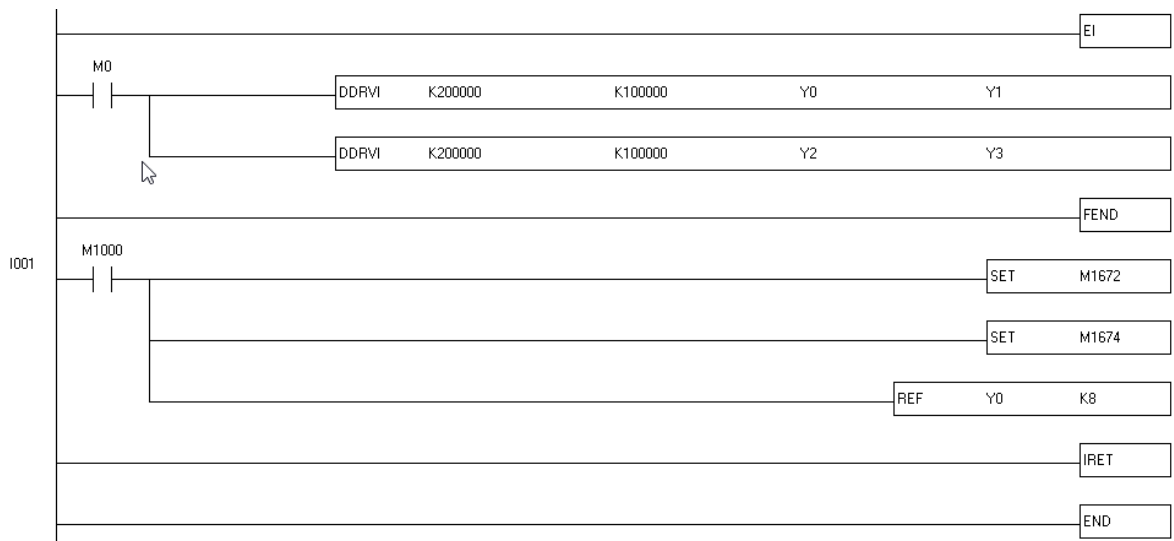 EI
M0
DDRVI K200000 K100000 Y0 Y1
DDRVI K200000 K100000 Y2 Y3
FEND
M1000
I001
SET M1672
SET M1674
REF Y0 K8
IRET
END